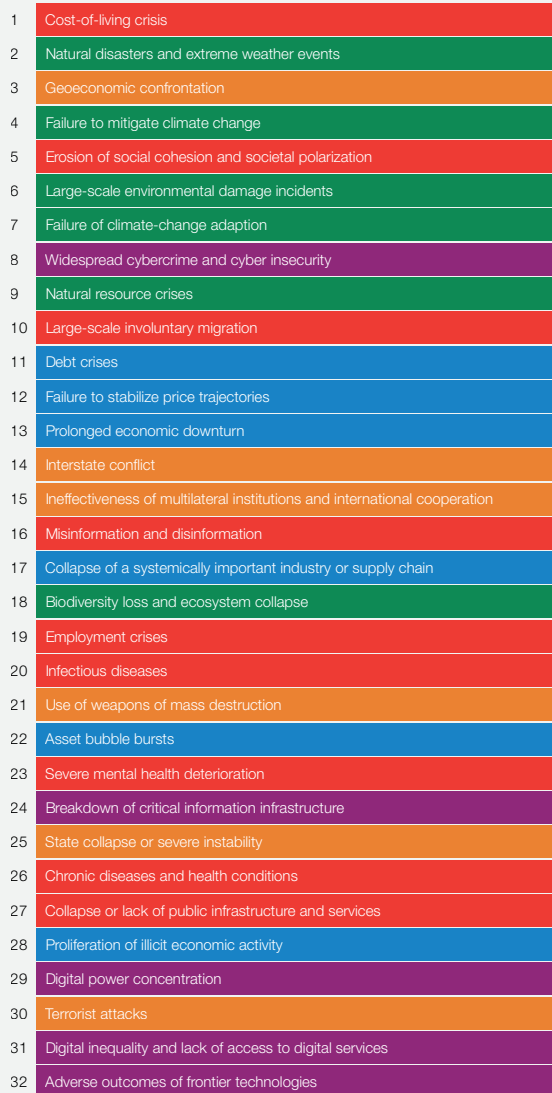 1 Cost-of-living crisis
2 Natural disasters and extreme weather events
3 Geoeconomic confrontation
4 Failure to mitigate climate change
5 Erosion of social cohesion and societal polarization
6 Large-scale environmental damage incidents
7 Failure of climate-change adaption
8 Widespread cybercrime and cyber insecurity
9 Natural resource crises
10 Large-scale involuntary migration
11 Debt crises
12 Failure to stabilize price trajectories
13 Prolonged economic downturn
14 Interstate conflict
15 Ineffectiveness of multilateral institutions and international cooperation
16 Misinformation and disinformation
17 Collapse of a systemically important industry or supply chain
18 Biodiversity loss and ecosystem collapse
19 Employment crises
20 Infectious diseases
21 Use of weapons of mass destruction
22 Asset bubble bursts
23 Severe mental health deterioration
24 Breakdown of critical information infrastructure
25 State collapse or severe instability
26 Chronic diseases and health conditions
27 Collapse or lack of public infrastructure and services
28 Proliferation of illicit economic activity
29 Digital power concentration
30 Terrorist attacks
31 Digital inequality and lack of access to digital services
32 Adverse outcomes of frontier technologies